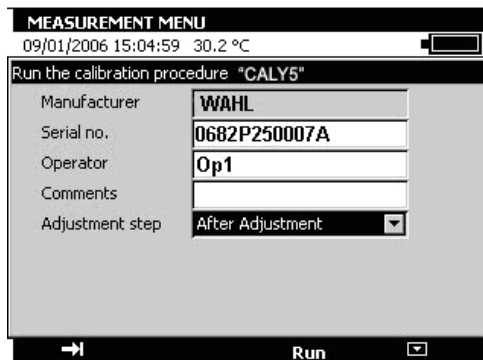 MEASUREMENT MENU
09/01/2006 15:04:59 30.2 °C
Run the calibration procedure "CALY5"
Manufacturer WAHL
Serial no. 0682P250007A
Operator Op1
Comments
Adjustment step After Adjustment
Run